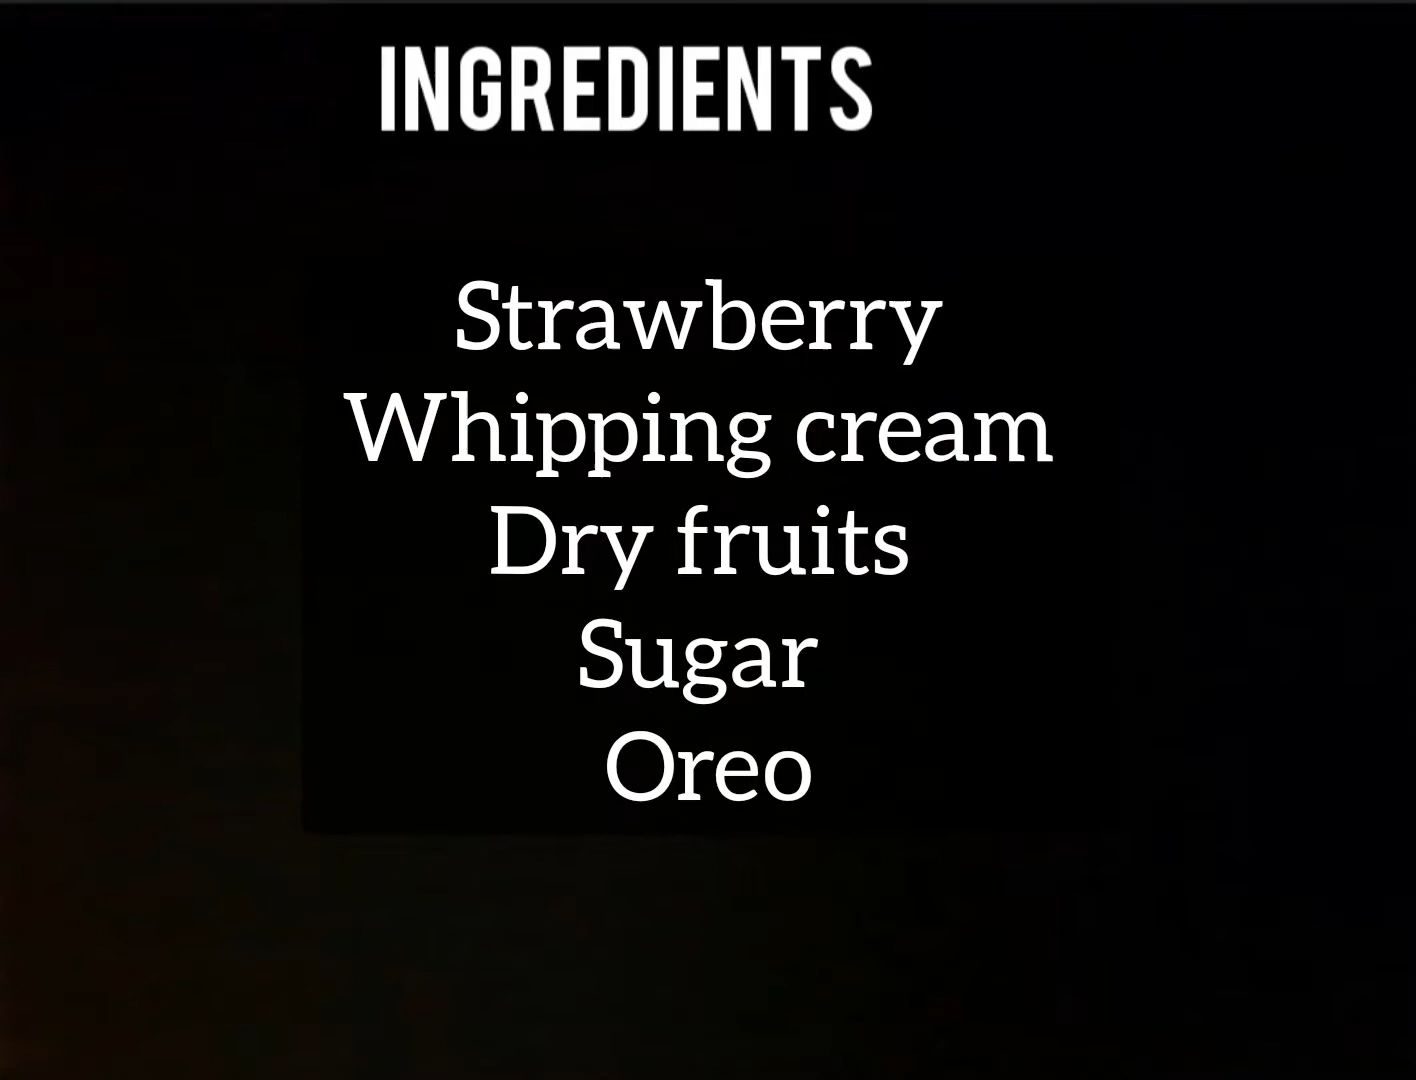 INGREDIENTS
Strawberry
Whipping cream
Dry fruits
Sugar
Oreo